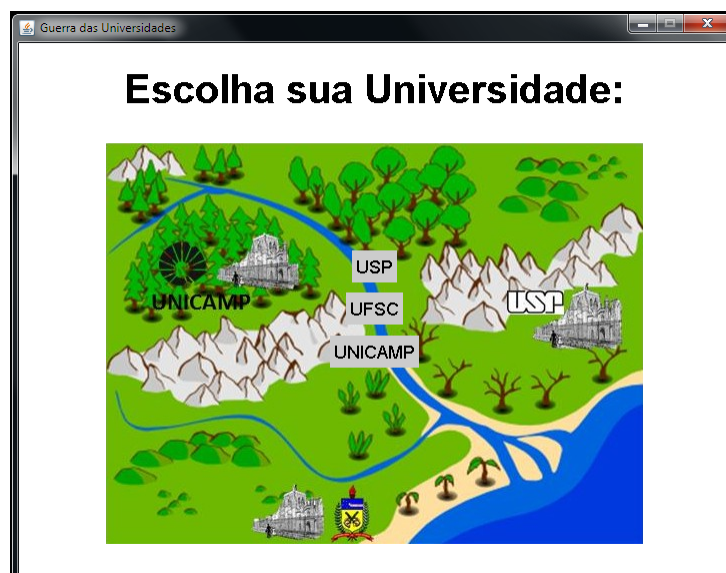 Guerra das Universidades
Escolha sua Universidade:
USP
UNICAMP
USP
UFSC
UNICAMP